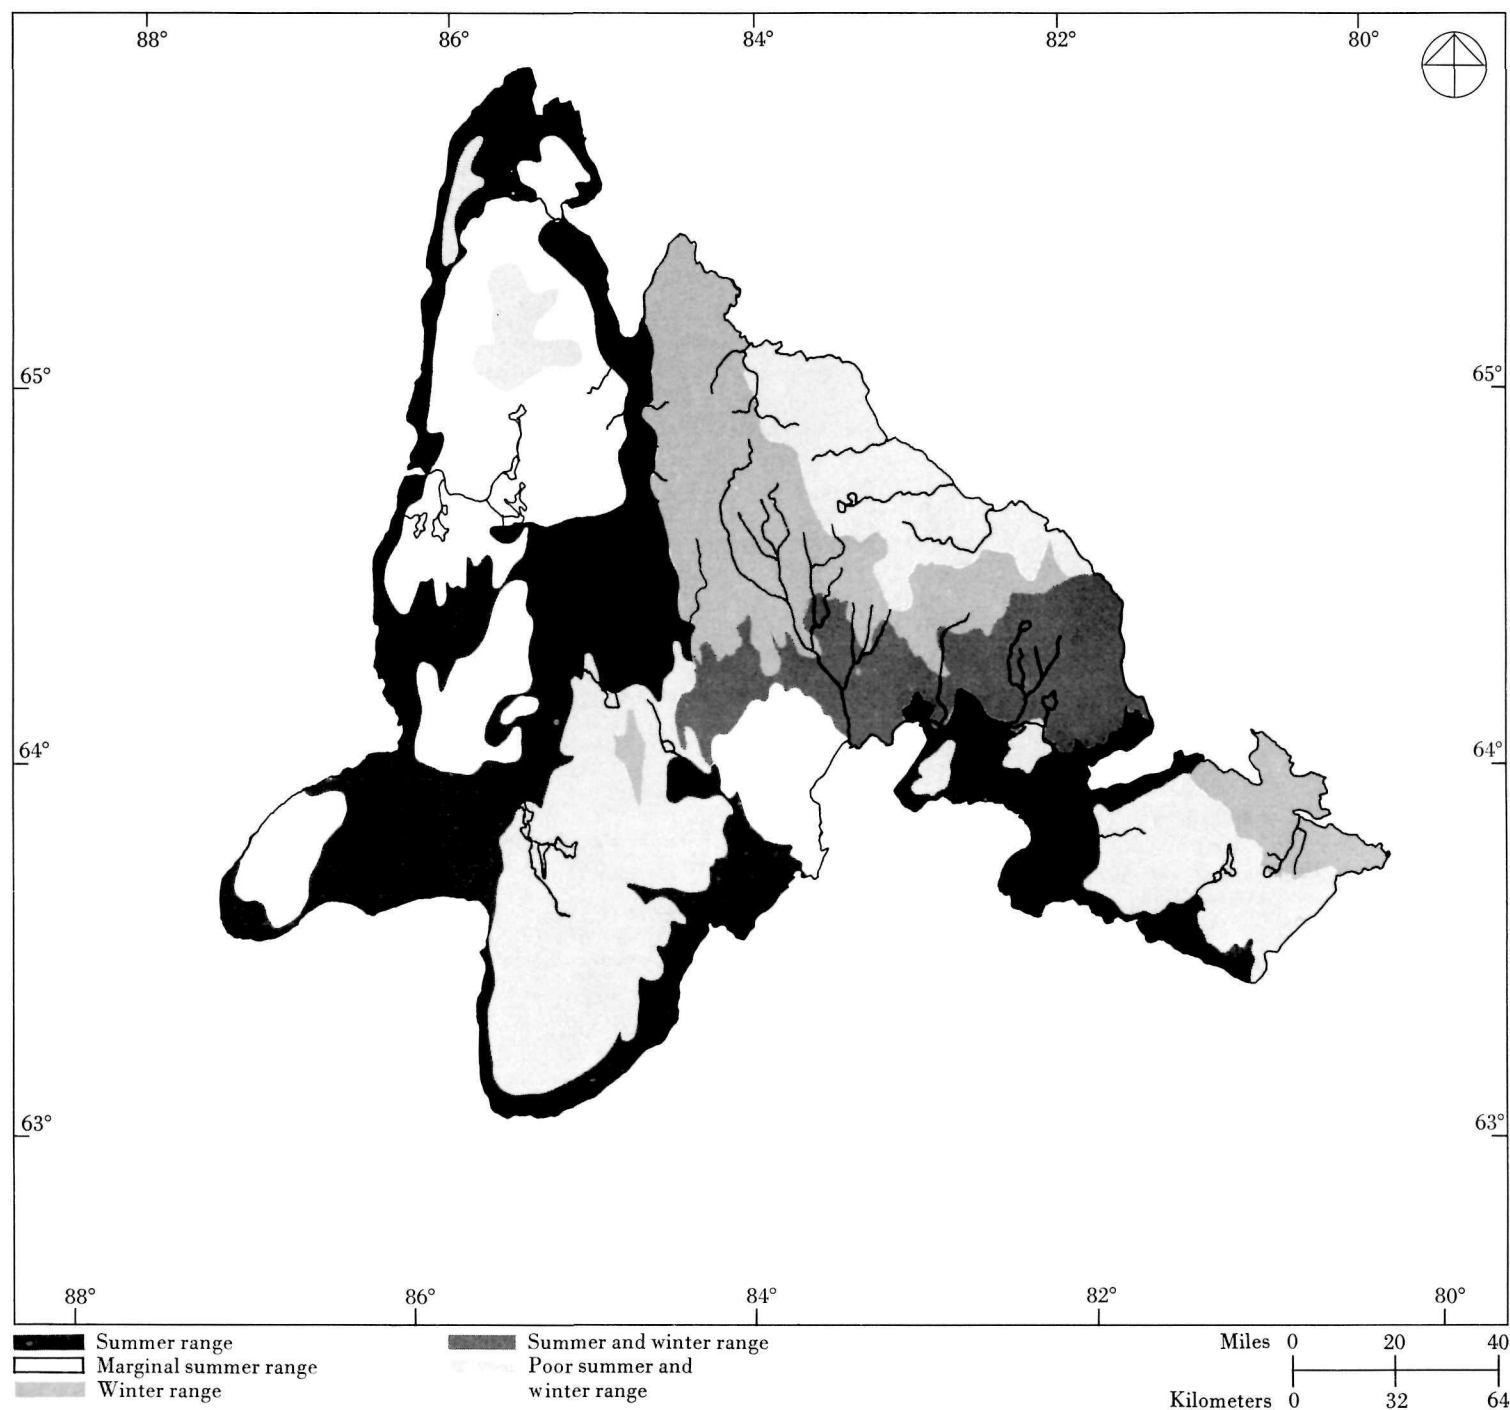 88° 86° 84° 82° 80°
65° 65°
64° 64°
63° 63°
88° 86° 84° 82° 80°
Summer range
Marginal summer range
Winter range
Summer and winter range
Poor summer and
winter range
Miles 0 20 40
Kilometers 0 32 64